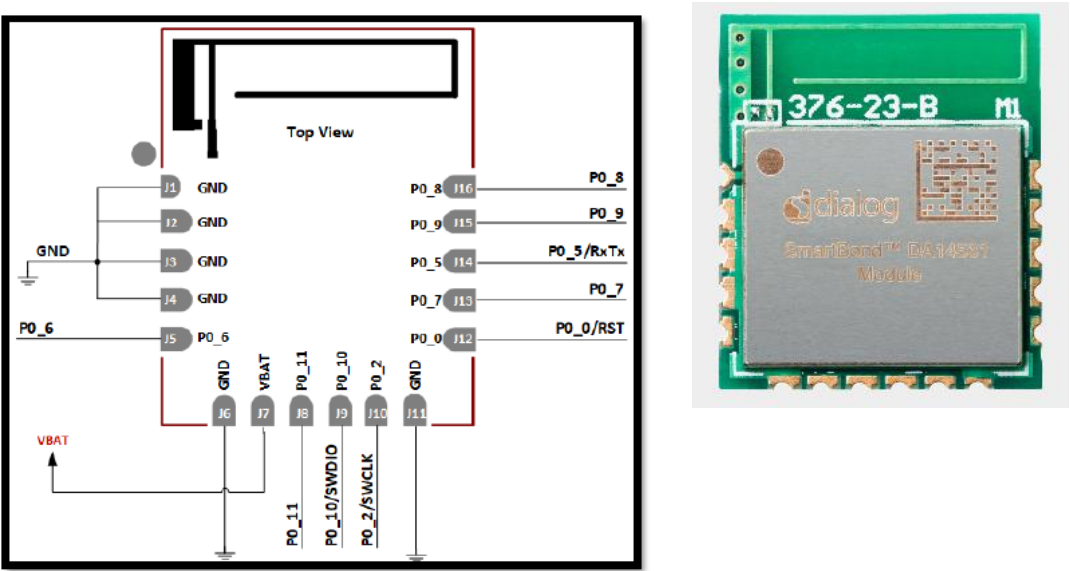 Top View
J1 GND
J2 GND
GND
J3 GND
J4 GND
P0_6
J5 P0_6
P0_8 J16
P0_8
P0_9 J15
P0_9
P0_5 J14
P0_5/RxTx
P0_7 J13
P0_7
P0_0 J12
P0_0/RST
GND
VBAT
P0_11
P0_10
P0_2
GND
J6
J7
J8
J9
J10
J11
VBAT
P0_11
P0_10/SWDIO
P0_2/SWCLK
376-23-B M1
dialog
SmartBond™ DA14531
Module